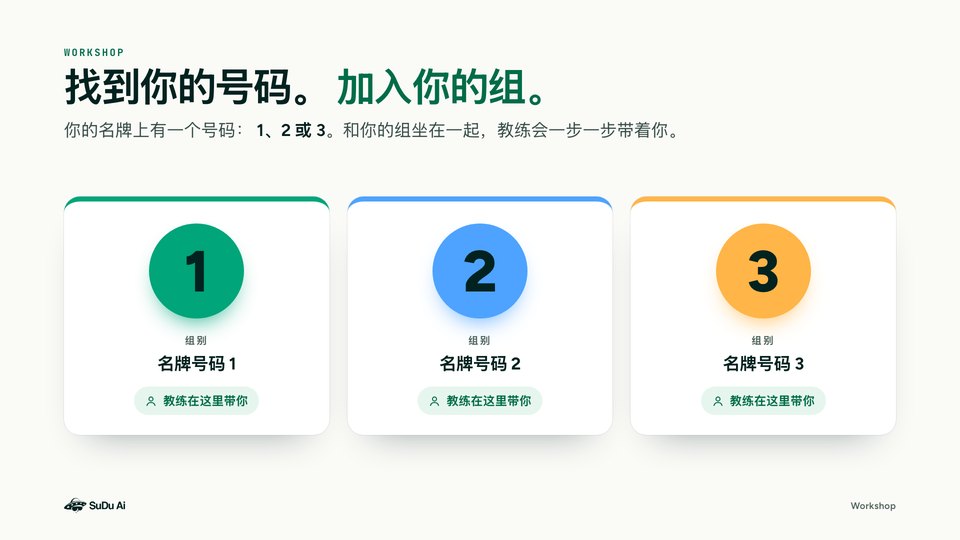 WORKSHOP
找到你的号码。 加入你的组。
你的名牌上有一个号码： 1、2 或 3。和你的组坐在一起，教练会一步一步带着你。
1
组别
名牌号码 1
教练在这里带你
2
组别
名牌号码 2
教练在这里带你
3
组别
名牌号码 3
教练在这里带你
SuDu Ai
Workshop